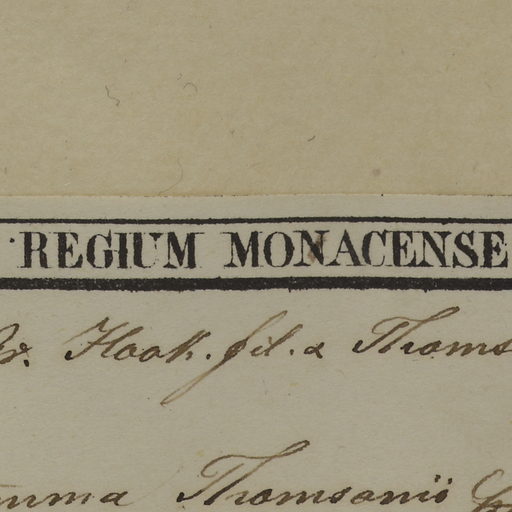 REGIUM MONACENSE
Hook. fil. & Thoms
Thomsonii